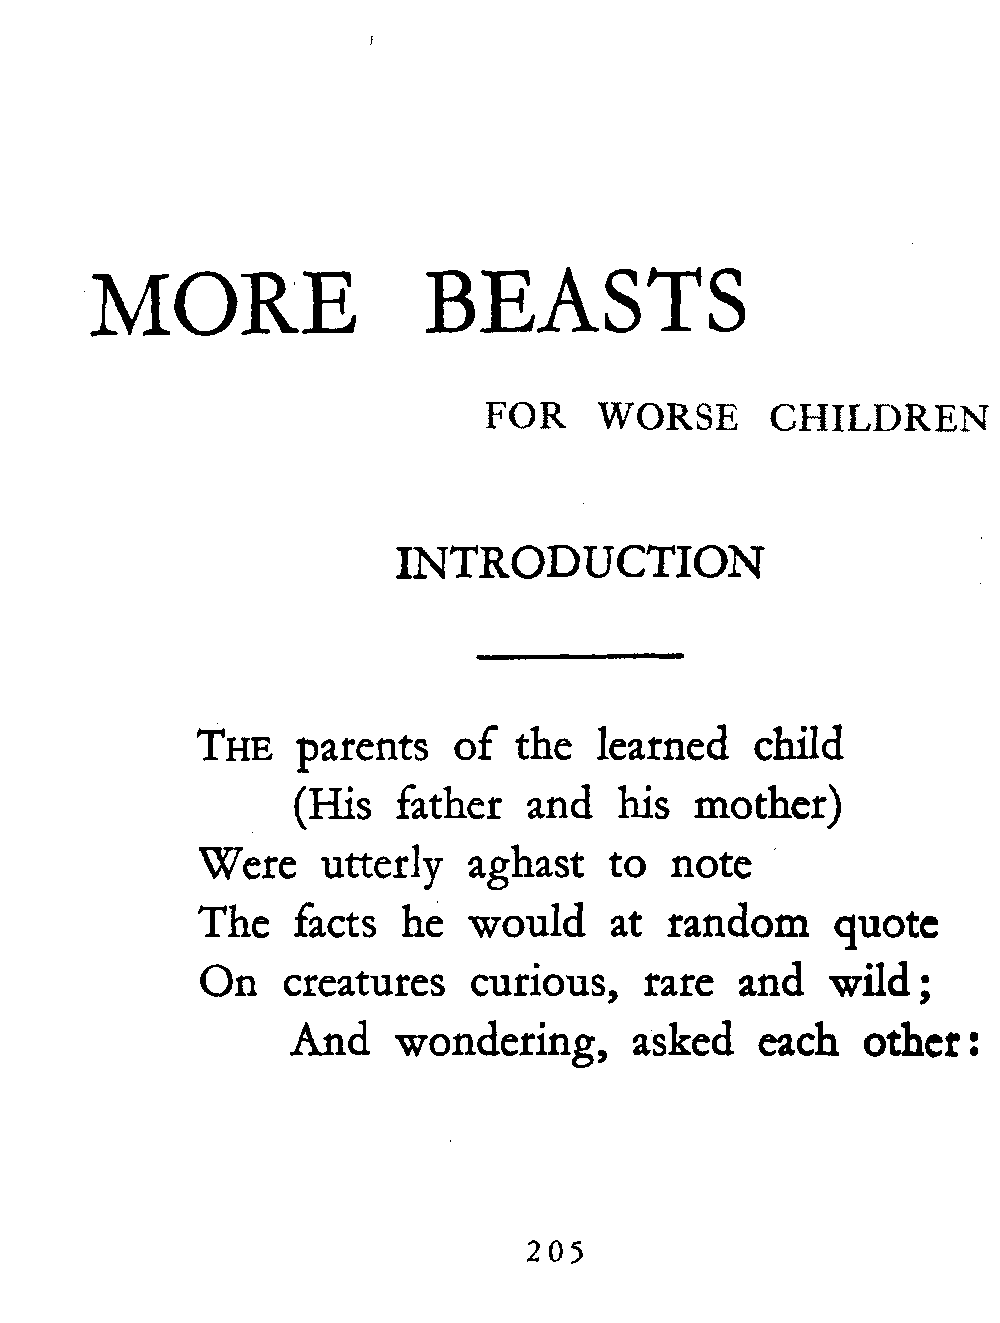 MORE BEASTS
FOR WORSE CHILDREN
INTRODUCTION
THE parents of the learned child
(His father and his mother)
Were utterly aghast to note
The facts he would at random quote
On creatures curious, rare and wild;
And wondering, asked each other:
205